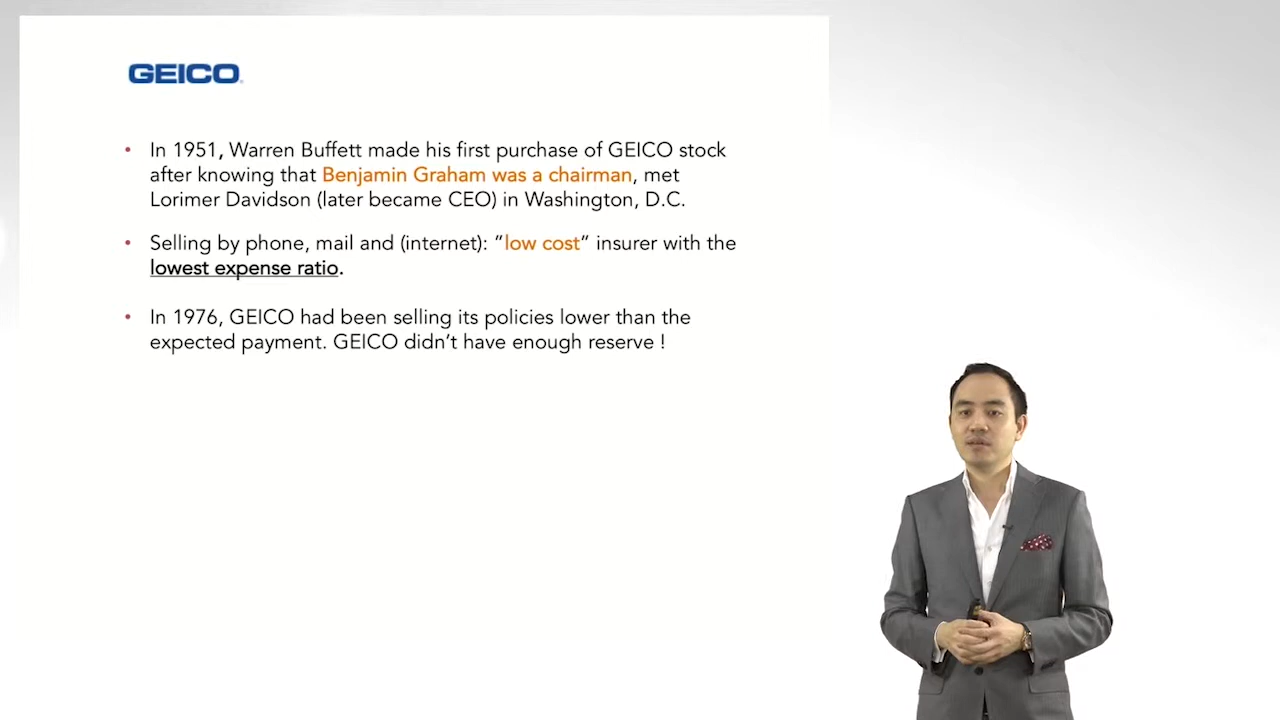 GEICO
• In 1951, Warren Buffett made his first purchase of GEICO stock
after knowing that Benjamin Graham was a chairman, met
Lorimer Davidson (later became CEO) in Washington, D.C.
• Selling by phone, mail and (internet): ”low cost” insurer with the
lowest expense ratio.
• In 1976, GEICO had been selling its policies lower than the
expected payment. GEICO didn’t have enough reserve !